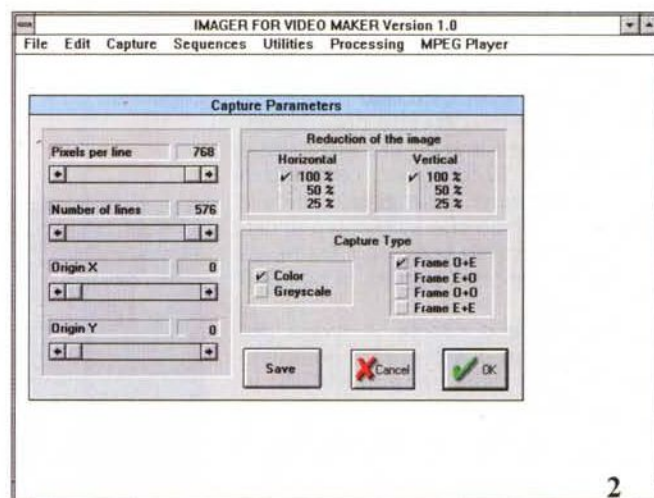 IMAGER FOR VIDEO MAKER Version 1.0
File Edit Capture Sequences Utilities Processing MPEG Player
Capture Parameters
Pixels per line 768
Number of lines 576
Origin X 0
Origin Y 0
Reduction of the image
Horizontal
100 %
50 %
25 %
Vertical
100 %
50 %
25 %
Capture Type
Color
Greyscale
Frame O+E
Frame E+O
Frame O+O
Frame E+E
Save
Cancel
OK
2